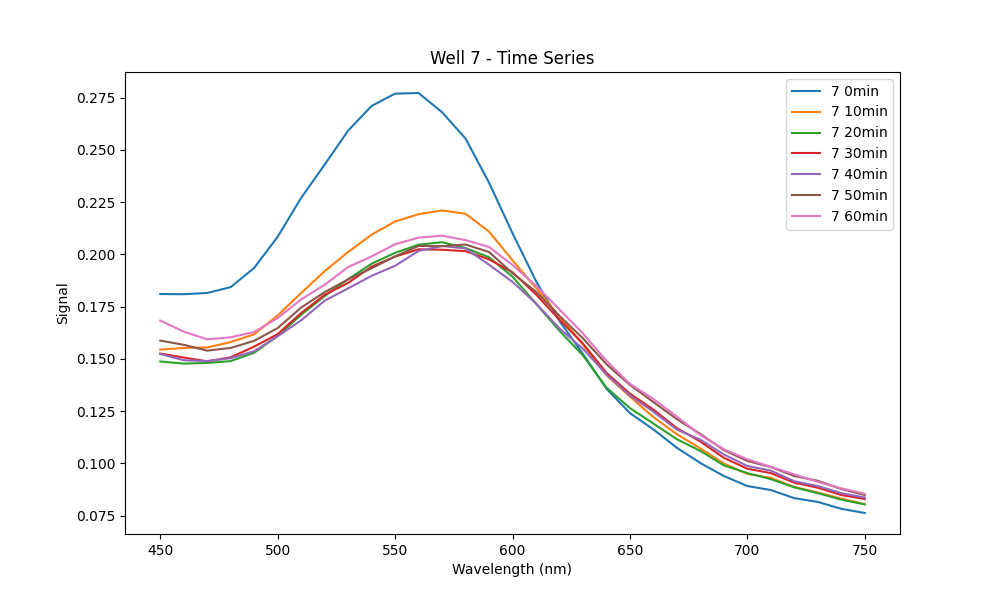 Well 7 - Time Series
7 0min
7 10min
7 20min
7 30min
7 40min
7 50min
7 60min
Signal
0.275
0.250
0.225
0.200
0.175
0.150
0.125
0.100
0.075
450 500 550 600 650 700 750
Wavelength (nm)